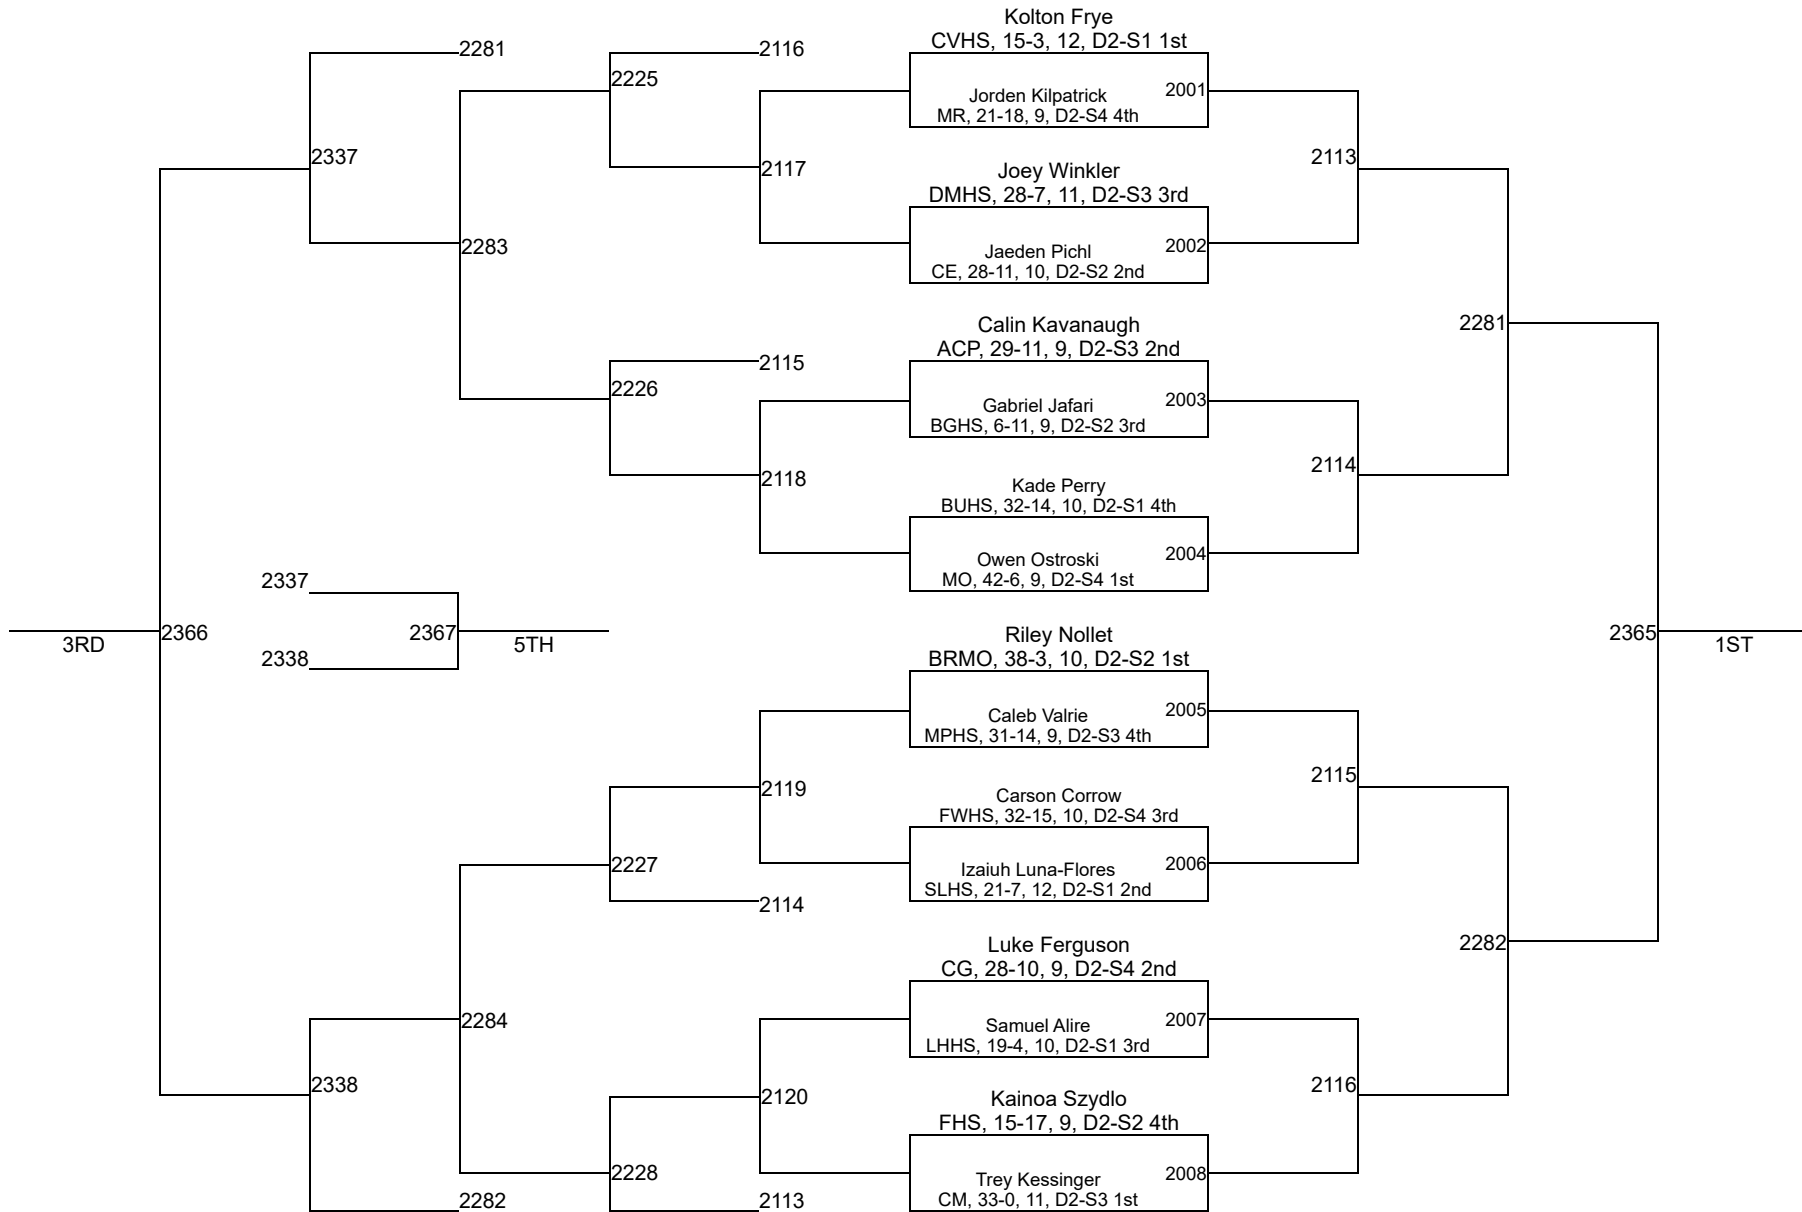 Kolton Frye
CVHS, 15-3, 12, D2-S1 1st
2281
2116
2225
Jorden Kilpatrick
MR, 21-18, 9, D2-S4 4th
2001
2337
2117
Joey Winkler
DMHS, 28-7, 11, D2-S3 3rd
2113
2283
Jaeden Pichl
CE, 28-11, 10, D2-S2 2nd
2002
Calin Kavanaugh
ACP, 29-11, 9, D2-S3 2nd
2281
2115
2226
Gabriel Jafari
BGHS, 6-11, 9, D2-S2 3rd
2003
2118
Kade Perry
BUHS, 32-14, 10, D2-S1 4th
2114
Owen Ostroski
MO, 42-6, 9, D2-S4 1st
2004
2337
3RD
2366
2367
5TH
2338
Riley Nollet
BRMO, 38-3, 10, D2-S2 1st
2365
1ST
Caleb Valrie
MPHS, 31-14, 9, D2-S3 4th
2005
2119
Carson Corrow
FWHS, 32-15, 10, D2-S4 3rd
2115
2227
Izaiuh Luna-Flores
SLHS, 21-7, 12, D2-S1 2nd
2006
2114
Luke Ferguson
CG, 28-10, 9, D2-S4 2nd
2282
2284
Samuel Alire
LHHS, 19-4, 10, D2-S1 3rd
2007
2338
2120
Kainoa Szydlo
FHS, 15-17, 9, D2-S2 4th
2116
2228
Trey Kessinger
CM, 33-0, 11, D2-S3 1st
2008
2282
2113